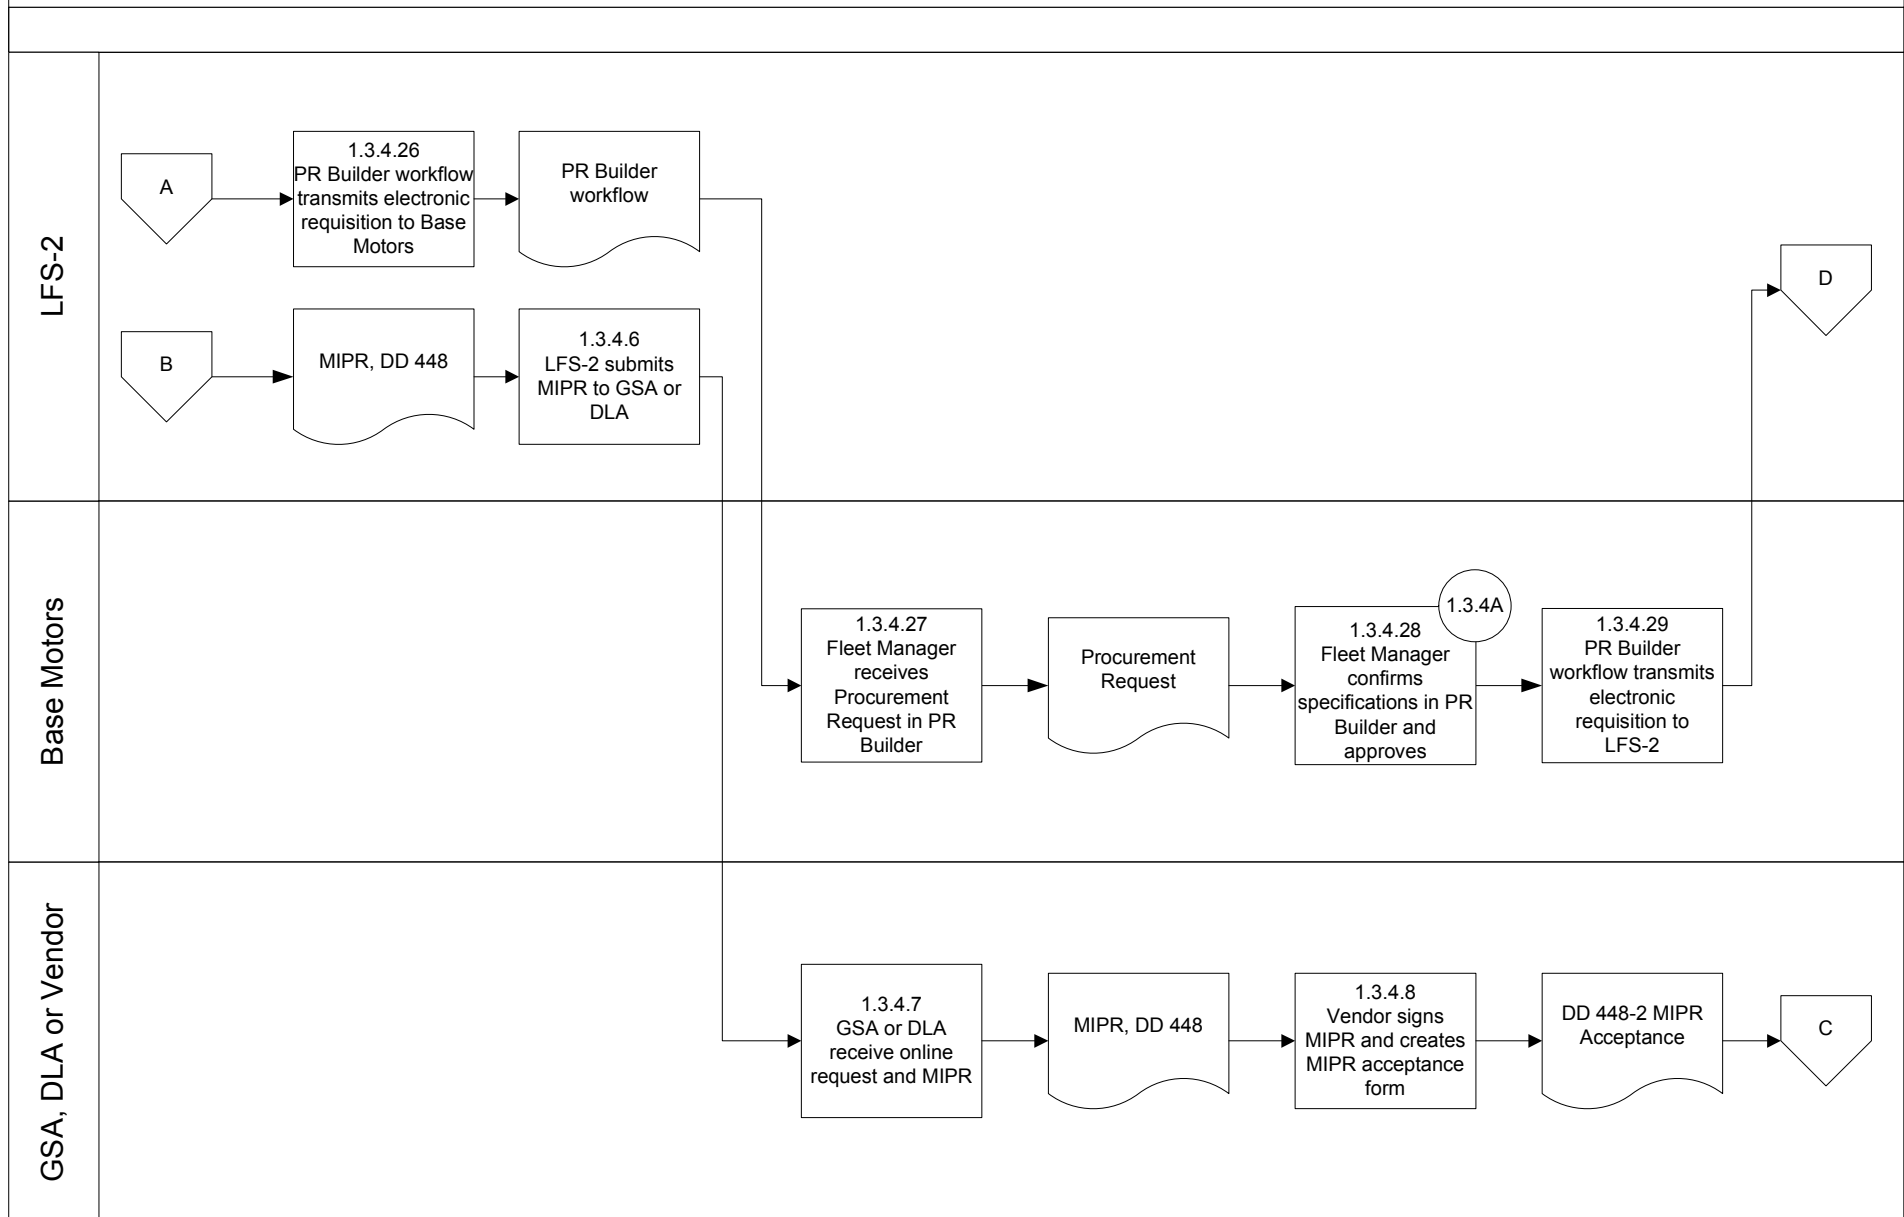 LFS-2
A
1.3.4.26
PR Builder workflow
transmits electronic
requisition to Base
Motors
PR Builder
workflow
D
B
MIPR, DD 448
1.3.4.6
LFS-2 submits
MIPR to GSA or
DLA
Base Motors
1.3.4.27
Fleet Manager
receives
Procurement
Request in PR
Builder
Procurement
Request
1.3.4A
1.3.4.28
Fleet Manager
confirms
specifications in PR
Builder and
approves
1.3.4.29
PR Builder
workflow transmits
electronic
requisition to
LFS-2
GSA, DLA or Vendor
1.3.4.7
GSA or DLA
receive online
request and MIPR
MIPR, DD 448
1.3.4.8
Vendor signs
MIPR and creates
MIPR acceptance
form
DD 448-2 MIPR
Acceptance
C